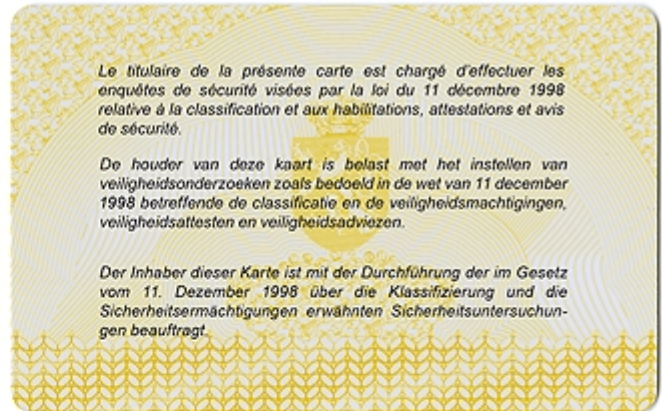 Le titulaire de la présente carte est chargé d'effectuer les
enquêtes de sécurité visées par la loi du 11 décembre 1998
relative à la classification et aux habilitations, attestations et avis
de sécurité.
De houder van deze kaart is belast met het instellen van
veiligheidsonderzoeken zoals bedoeld in de wet van 11 december
1998 betreffende de classificatie en de veiligheidsmachtigingen,
veiligheidsattesten en veiligheidsadviezen.
Der Inhaber dieser Karte ist mit der Durchführung der im Gesetz
vom 11. Dezember 1998 über die Klassifizierung und die
Sicherheitsermächtigungen erwähnten Sicherheitsuntersuchun-
gen beauftragt.